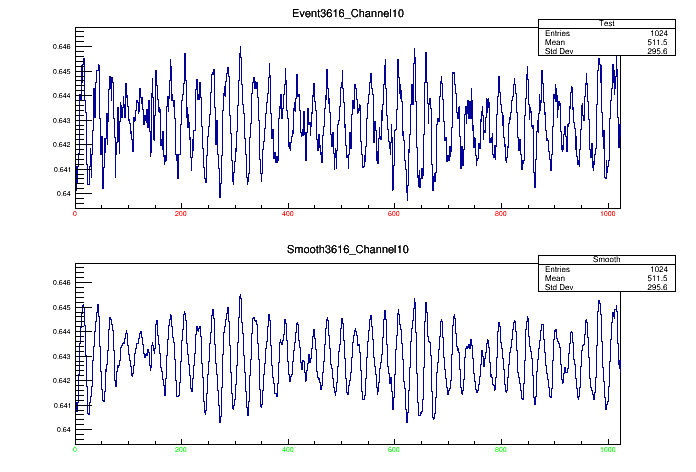 Event3616_Channel10
Test
Entries 1024
Mean 511.5
Std Dev 295.6
0.646
0.645
0.644
0.643
0.642
0.641
0.64
0 200 400 600 800 1000
Smooth3616_Channel10
Smooth
Entries 1024
Mean 511.5
Std Dev 295.6
0.646
0.645
0.644
0.643
0.642
0.641
0.64
0 200 400 600 800 1000